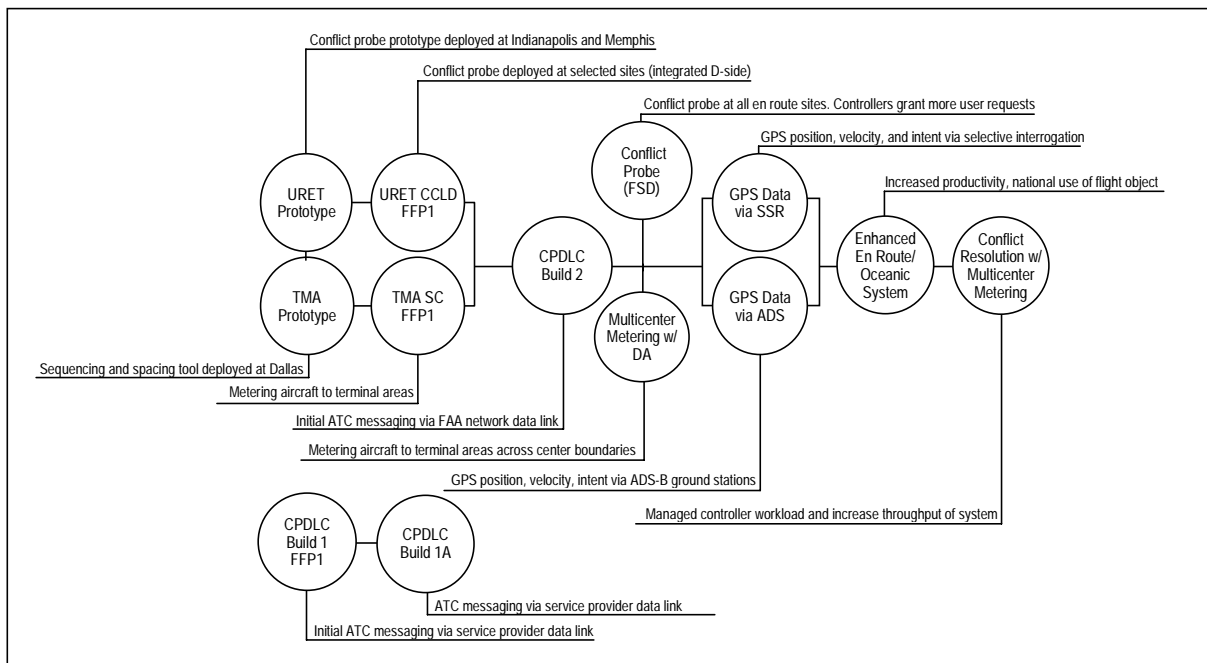 Conflict probe prototype deployed at Indianapolis and Memphis
Conflict probe deployed at selected sites (integrated D-side)
Conflict probe at all en route sites. Controllers grant more user requests
GPS position, velocity, and intent via selective interrogation
Increased productivity, national use of flight object
URET
Prototype
URET CCLD
FFP1
Conflict
Probe
(FSD)
GPS Data
via SSR
TMA
Prototype
TMA SC
FFP1
CPDLC
Build 2
Multicenter
Metering w/
DA
GPS Data
via ADS
Enhanced
En Route/
Oceanic
System
Conflict
Resolution w/
Multicenter
Metering
Sequencing and spacing tool deployed at Dallas
Metering aircraft to terminal areas
Initial ATC messaging via FAA network data link
Metering aircraft to terminal areas across center boundaries
GPS position, velocity, intent via ADS-B ground stations
Managed controller workload and increase throughput of system
CPDLC
Build 1
FFP1
CPDLC
Build 1A
ATC messaging via service provider data link
Initial ATC messaging via service provider data link